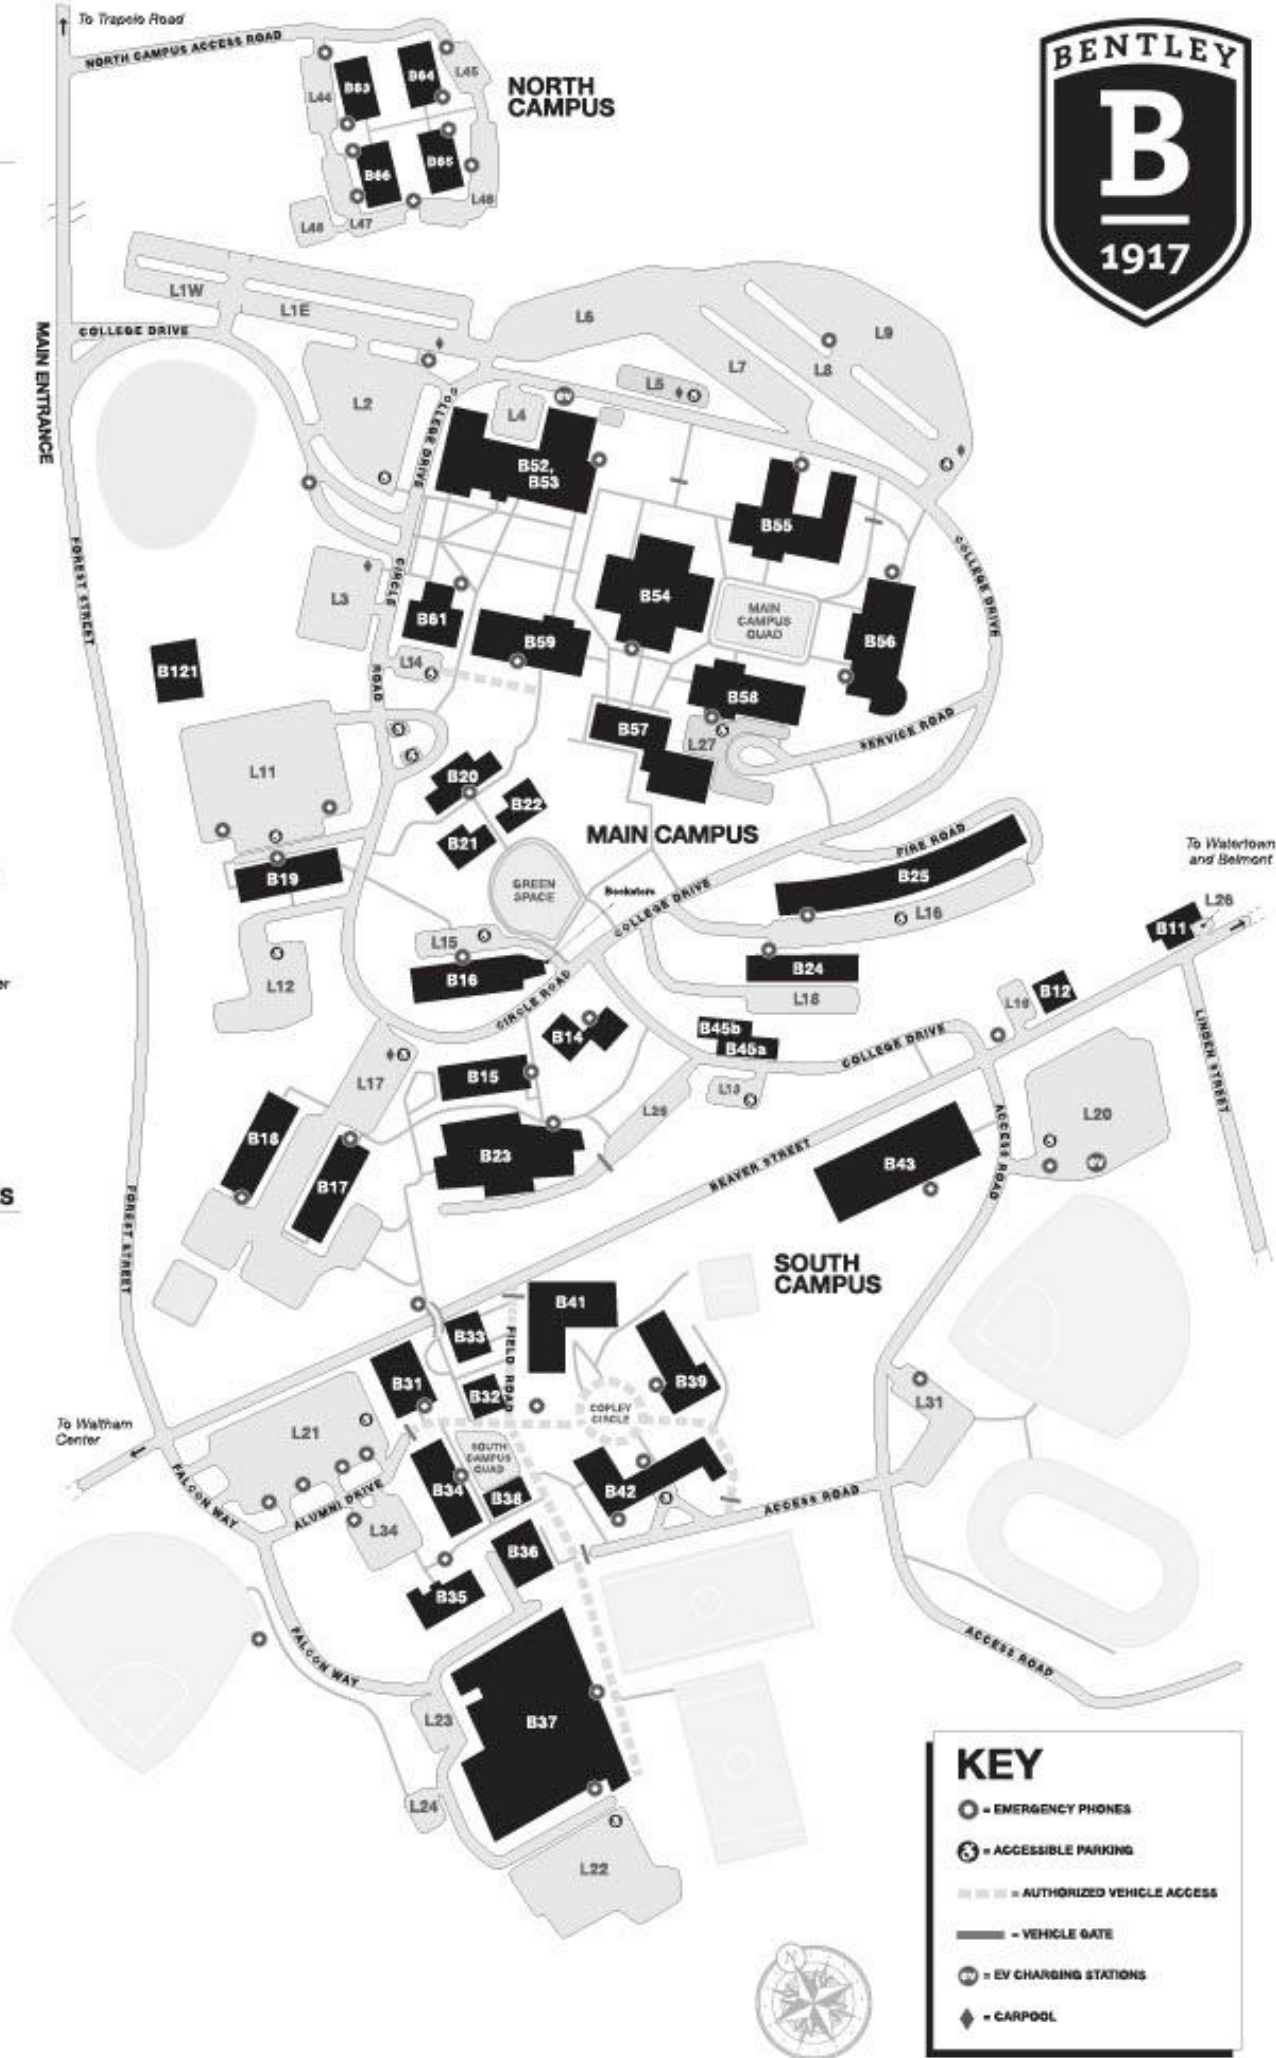 To Trapelo Road
NORTH CAMPUS ACCESS ROAD
BENTLEY
B
1917
NORTH
CAMPUS
B63
B64
L45
L44
B66
B65
L48
L47
L46
L1W
L1E
L6
L9
L7
L8
COLLEGE DRIVE
MAIN ENTRANCE
L5
L2
L4
COLLEGE DRIVE
EV
B52,
B53
B55
FOREST STREET
COLLEGE DRIVE
L3
CIRCLE
B54
MAIN
CAMPUS
QUAD
B61
B59
B56
L14
B121
ROAD
B58
B57
L27
SERVICE ROAD
L11
B20
B22
B21
MAIN CAMPUS
FIRE ROAD
To Watertown
and Belmont
B19
B25
GREEN
SPACE
Bookstore
COLLEGE DRIVE
L16
L26
B11
L15
B16
B24
L12
CIRCLE ROAD
L18
L19
B12
er
B14
B45b
B45a
COLLEGE DRIVE
LINDEN STREET
B15
L17
L13
L20
B18
B23
BEAVER STREET
B43
ACCESS ROAD
EV
B17
S
FOREST STREET
SOUTH
CAMPUS
B41
B33
FIELD ROAD
B31
B39
B32
COPLEY
CIRCLE
L31
To Waltham
Center
L21
SOUTH
CAMPUS
QUAD
FALCON WAY
ALUMNI DRIVE
B34
B38
B42
ACCESS ROAD
L34
B36
B35
FALCON WAY
ACCESS ROAD
L23
B37
L24
L22
KEY
= EMERGENCY PHONES
= ACCESSIBLE PARKING
= AUTHORIZED VEHICLE ACCESS
= VEHICLE GATE
EV = EV CHARGING STATIONS
= CARPOOL
N